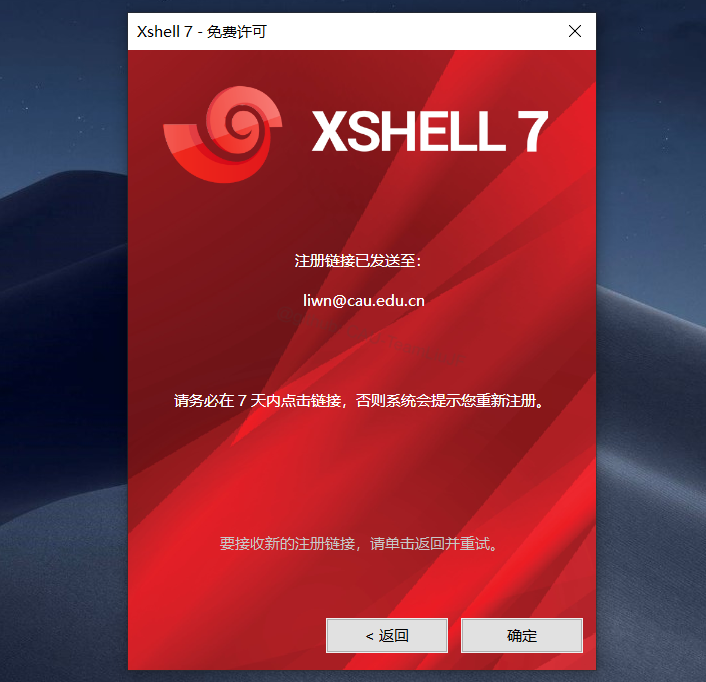 Xshell 7 - 免费许可
XSHELL 7
注册链接已发送至：
liwn@cau.edu.cn
请务必在 7 天内点击链接，否则系统会提示您重新注册。
要接收新的注册链接，请单击返回并重试。
< 返回
确定